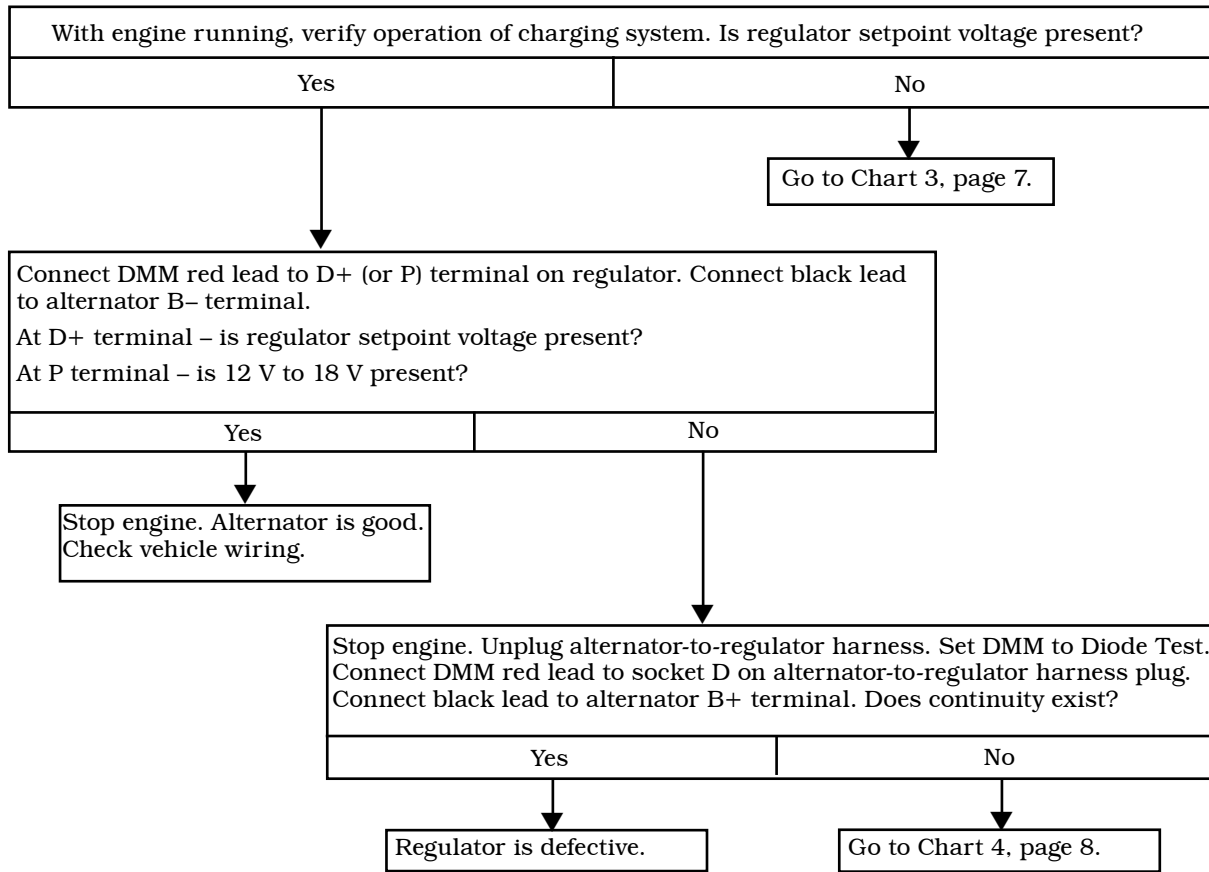 With engine running, verify operation of charging system. Is regulator setpoint voltage present?
Yes
No
Go to Chart 3, page 7.
Connect DMM red lead to D+ (or P) terminal on regulator. Connect black lead
to alternator B– terminal.
At D+ terminal – is regulator setpoint voltage present?
At P terminal – is 12 V to 18 V present?
Yes
No
Stop engine. Alternator is good.
Check vehicle wiring.
Stop engine. Unplug alternator-to-regulator harness. Set DMM to Diode Test.
Connect DMM red lead to socket D on alternator-to-regulator harness plug.
Connect black lead to alternator B+ terminal. Does continuity exist?
Yes
No
Regulator is defective.
Go to Chart 4, page 8.